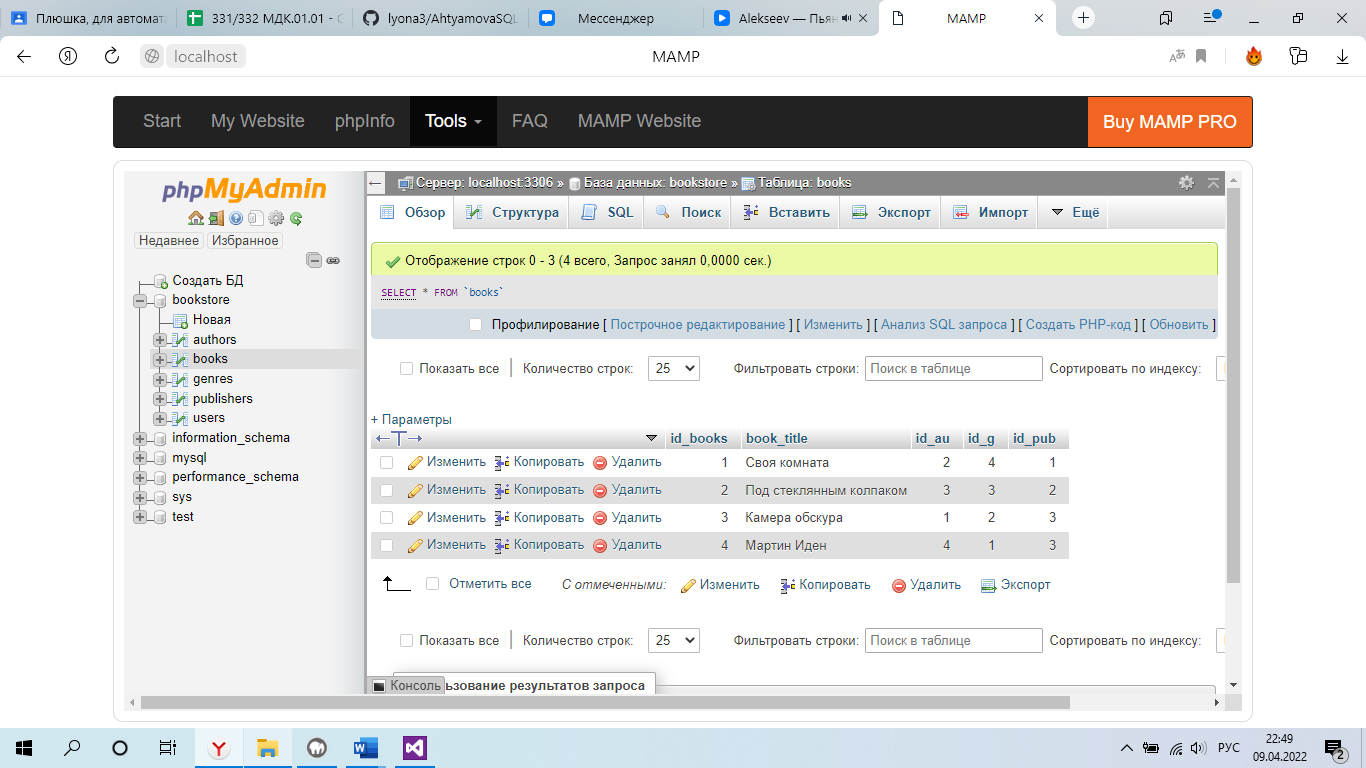 Плюшка, для автомат
331/332 МДК.01.01 - С
lyona3/AhtyamovaSQL
Мессенджер
Alekseev — Пьян
MAMP
localhost
MAMP
Start My Website phpInfo Tools FAQ MAMP Website Buy MAMP PRO
phpMyAdmin
Недавнее Избранное
Создать БД
bookstore
Новая
authors
books
genres
publishers
users
information_schema
mysql
performance_schema
sys
test
Сервер: localhost:3306 » База данных: bookstore » Таблица: books
Обзор Структура SQL Поиск Вставить Экспорт Импорт Ещё
Отображение строк 0 - 3 (4 всего, Запрос занял 0,0000 сек.)
SELECT * FROM `books`
Профилирование [ Построчное редактирование ] [ Изменить ] [ Анализ SQL запроса ] [ Создать PHP-код ] [ Обновить ]
Показать все Количество строк: 25 Фильтровать строки: Поиск в таблице Сортировать по индексу:
+ Параметры
←T→ id_books book_title id_au id_g id_pub
Изменить Копировать Удалить 1 Своя комната 2 4 1
Изменить Копировать Удалить 2 Под стеклянным колпаком 3 3 2
Изменить Копировать Удалить 3 Камера обскура 1 2 3
Изменить Копировать Удалить 4 Мартин Иден 4 1 3
Отметить все С отмеченными: Изменить Копировать Удалить Экспорт
Показать все Количество строк: 25 Фильтровать строки: Поиск в таблице Сортировать по индексу:
Консоль ьзование результатов запроса
РУС
22:49
09.04.2022
2